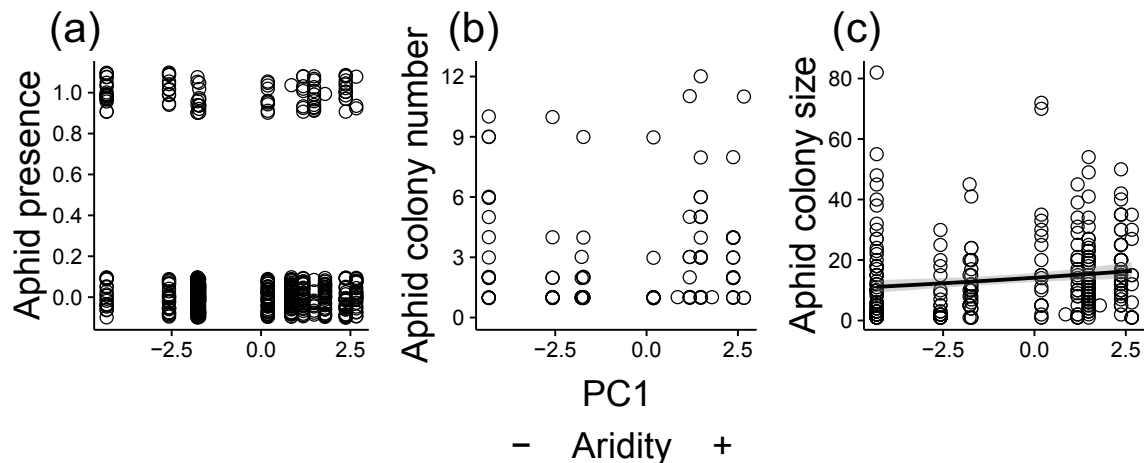 (a)
Aphid presence
1.0
0.8
0.6
0.4
0.2
0.0
−2.5 0.0 2.5
(b)
Aphid colony number
12
9
6
3
0
−2.5 0.0 2.5
(c)
Aphid colony size
80
60
40
20
0
−2.5 0.0 2.5
PC1
− Aridity +